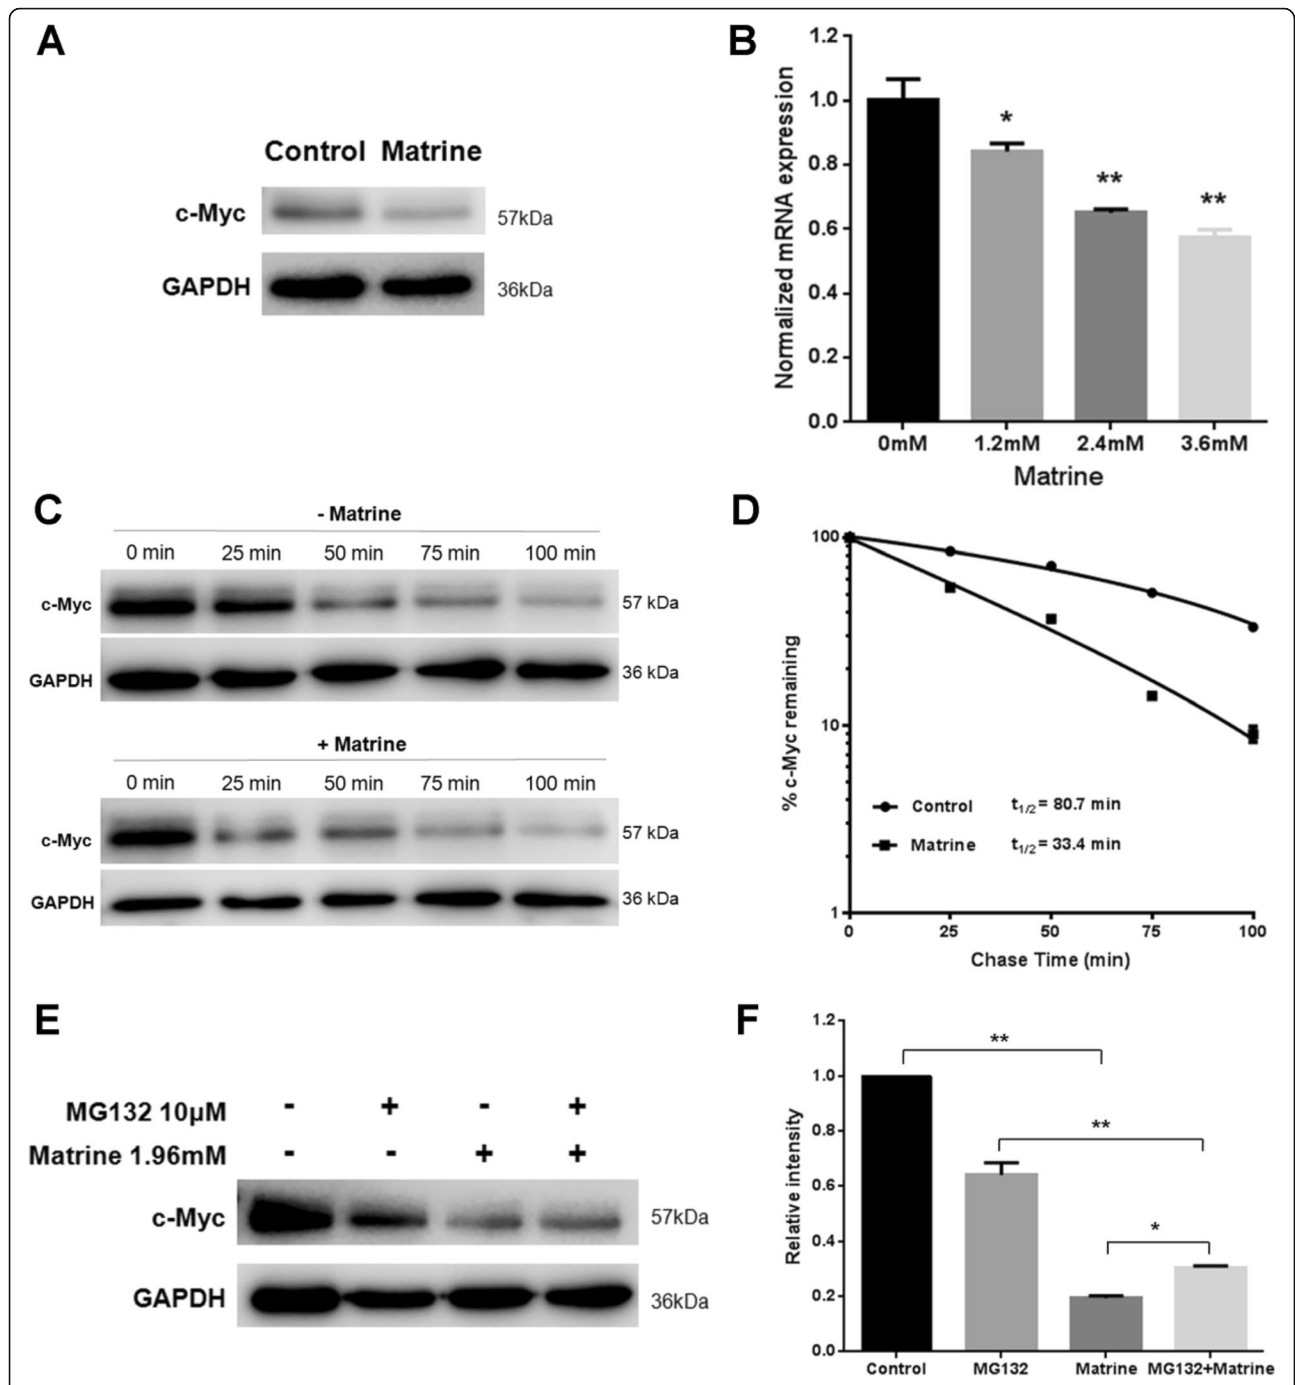 A
Control Matrine
c-Myc 57kDa
GAPDH 36kDa
B
Normalized mRNA expression
1.2
1.0
0.8
0.6
0.4
0.2
0.0
*
**
**
0mM 1.2mM 2.4mM 3.6mM
Matrine
C
- Matrine
0 min 25 min 50 min 75 min 100 min
c-Myc 57 kDa
GAPDH 36 kDa
+ Matrine
0 min 25 min 50 min 75 min 100 min
c-Myc 57 kDa
GAPDH 36 kDa
D
% c-Myc remaining
100
10
1
Control t1/2= 80.7 min
Matrine t1/2= 33.4 min
0 25 50 75 100
Chase Time (min)
E
MG132 10μM - + - +
Matrine 1.96mM - - + +
c-Myc 57kDa
GAPDH 36kDa
F
Relative intensity
1.2
1.0
0.8
0.6
0.4
0.2
0.0
**
**
*
Control MG132 Matrine MG132+Matrine